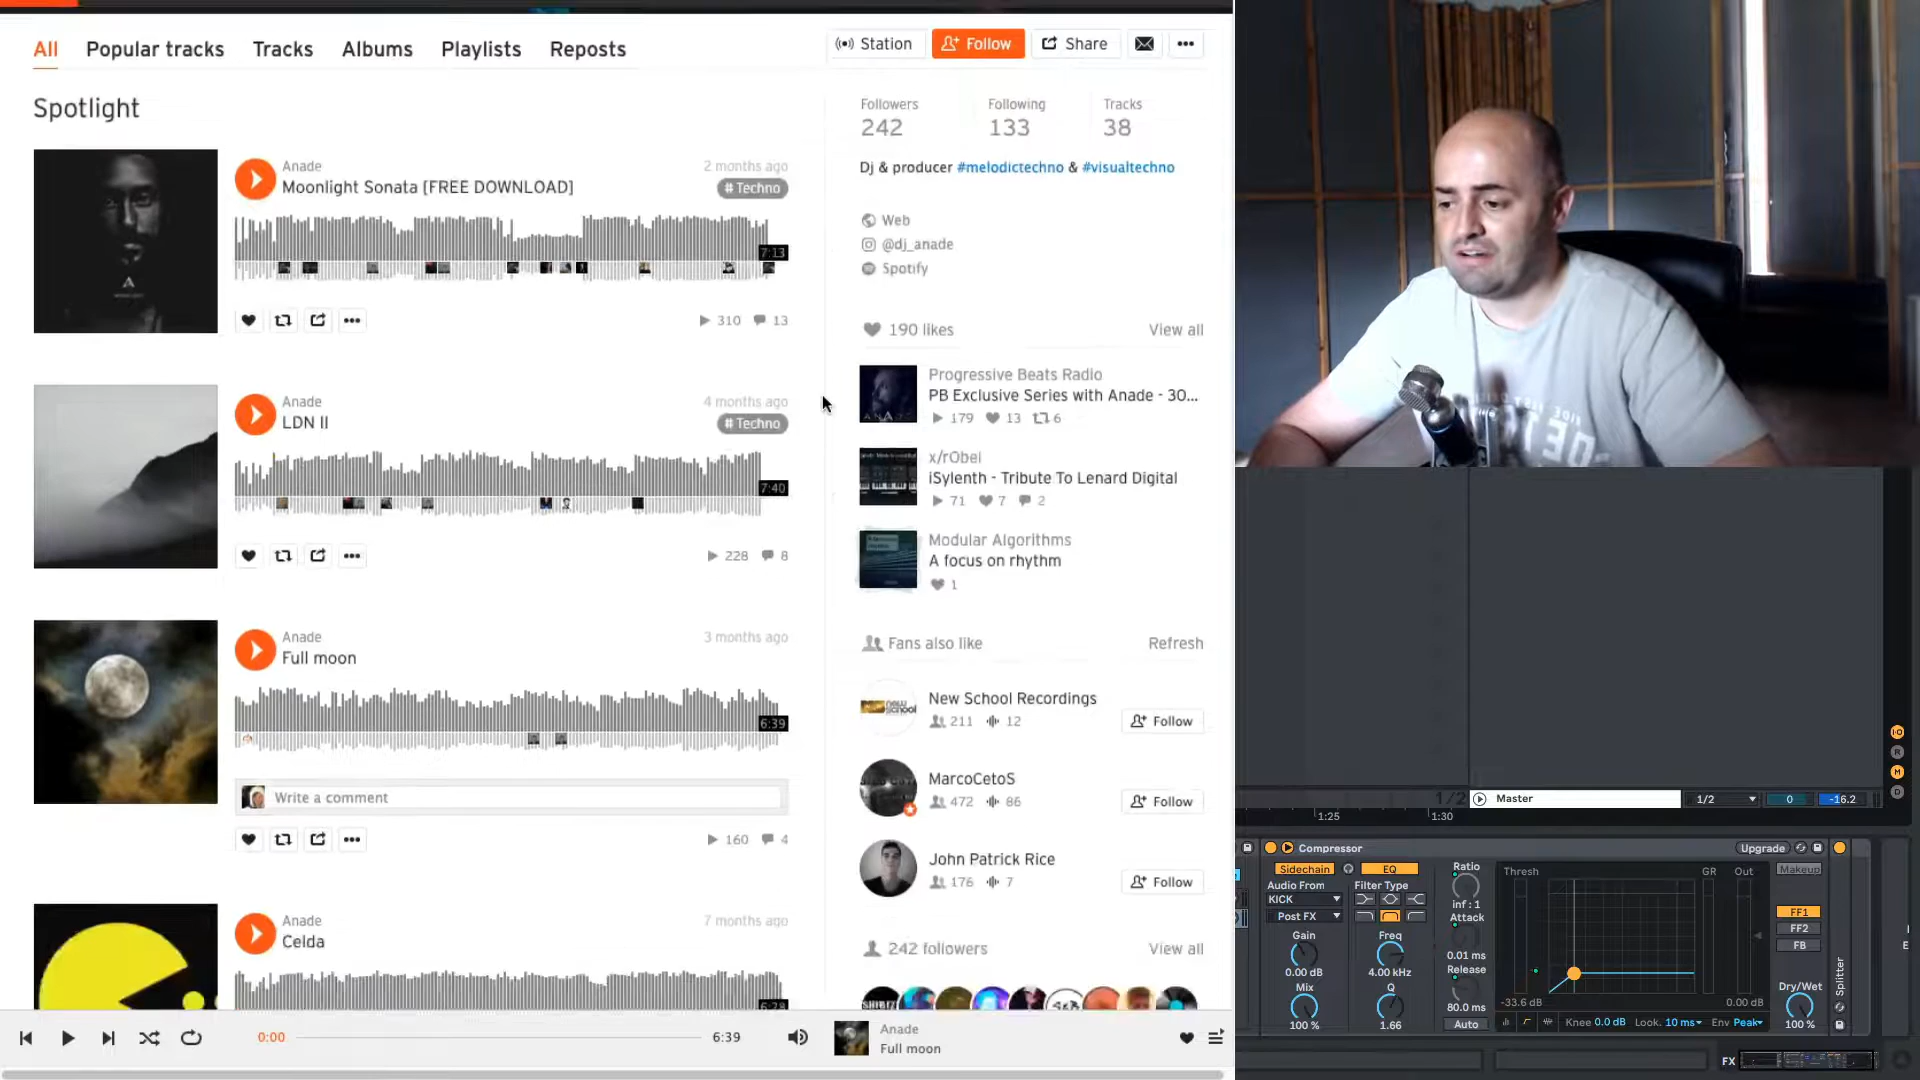 All Popular tracks Tracks Albums Playlists Reposts
Station Follow Share
Spotlight
Followers Following Tracks
242 133 38
Dj & producer #melodictechno & #visualtechno
Web
@dj_anade
Spotify
Anade 2 months ago
Moonlight Sonata [FREE DOWNLOAD] # Techno
7:13
310 13
Anade 4 months ago
LDN II # Techno
7:40
228 8
Anade 3 months ago
Full moon
6:39
Write a comment
160 4
Anade 7 months ago
Celda
6:28
190 likes View all
Progressive Beats Radio
PB Exclusive Series with Anade - 30...
179 13 6
x/rObei
iSylenth - Tribute To Lenard Digital
71 7 2
Modular Algorithms
A focus on rhythm
1
Fans also like Refresh
New School Recordings
211 12 Follow
MarcoCetoS
472 86 Follow
John Patrick Rice
176 7 Follow
242 followers View all
0:00 6:39
Anade
Full moon
1/2 Master 1/2 0 -16.2
1:25 1:30
Compressor Upgrade
Sidechain EQ Ratio Thresh GR Out Makeup
Audio From Filter Type
KICK inf : 1
Post FX Attack FF1
FF2
Gain Freq 0.01 ms FB
0.00 dB 4.00 kHz Release
Mix Q 80.0 ms -33.6 dB 0.00 dB Dry/Wet
100 % 1.66 Auto Knee 0.0 dB Look. 10 ms Env Peak 100 %
Splitter
FX